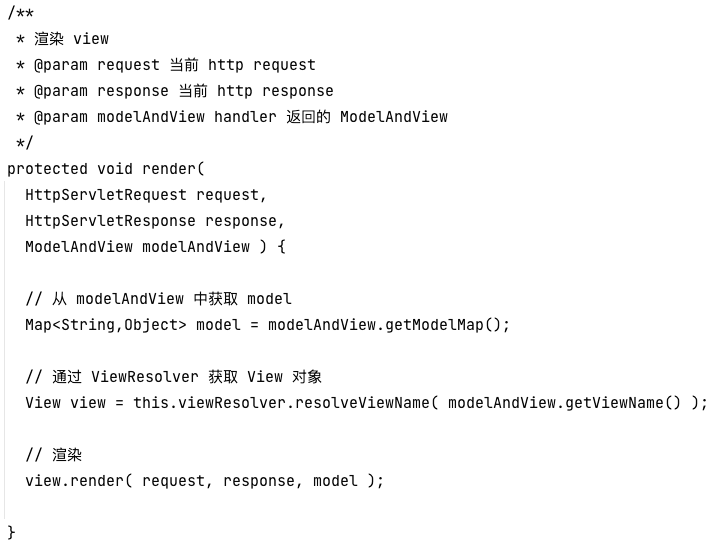 /**
 * 渲染 view
 * @param request 当前 http request
 * @param response 当前 http response
 * @param modelAndView handler 返回的 ModelAndView
 */
protected void render(
  HttpServletRequest request,
  HttpServletResponse response,
  ModelAndView modelAndView ) {
  // 从 modelAndView 中获取 model
  Map<String,Object> model = modelAndView.getModelMap();
  // 通过 ViewResolver 获取 View 对象
  View view = this.viewResolver.resolveViewName( modelAndView.getViewName() );
  // 渲染
  view.render( request, response, model );
}